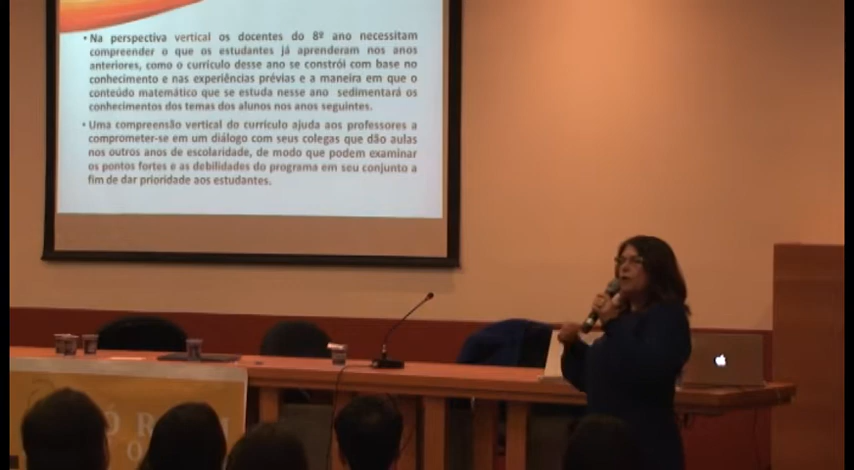 • Na perspectiva vertical os docentes do 8º ano necessitam
compreender o que os estudantes já aprenderam nos anos
anteriores, como o currículo desse ano se constrói com base no
conhecimento e nas experiências prévias e a maneira em que o
conteúdo matemático que se estuda nesse ano sedimentará os
conhecimentos dos temas dos alunos nos anos seguintes.
• Uma compreensão vertical do currículo ajuda aos professores a
comprometer-se em um diálogo com seus colegas que dão aulas
nos outros anos de escolaridade, de modo que podem examinar
os pontos fortes e as debilidades do programa em seu conjunto a
fim de dar prioridade aos estudantes.